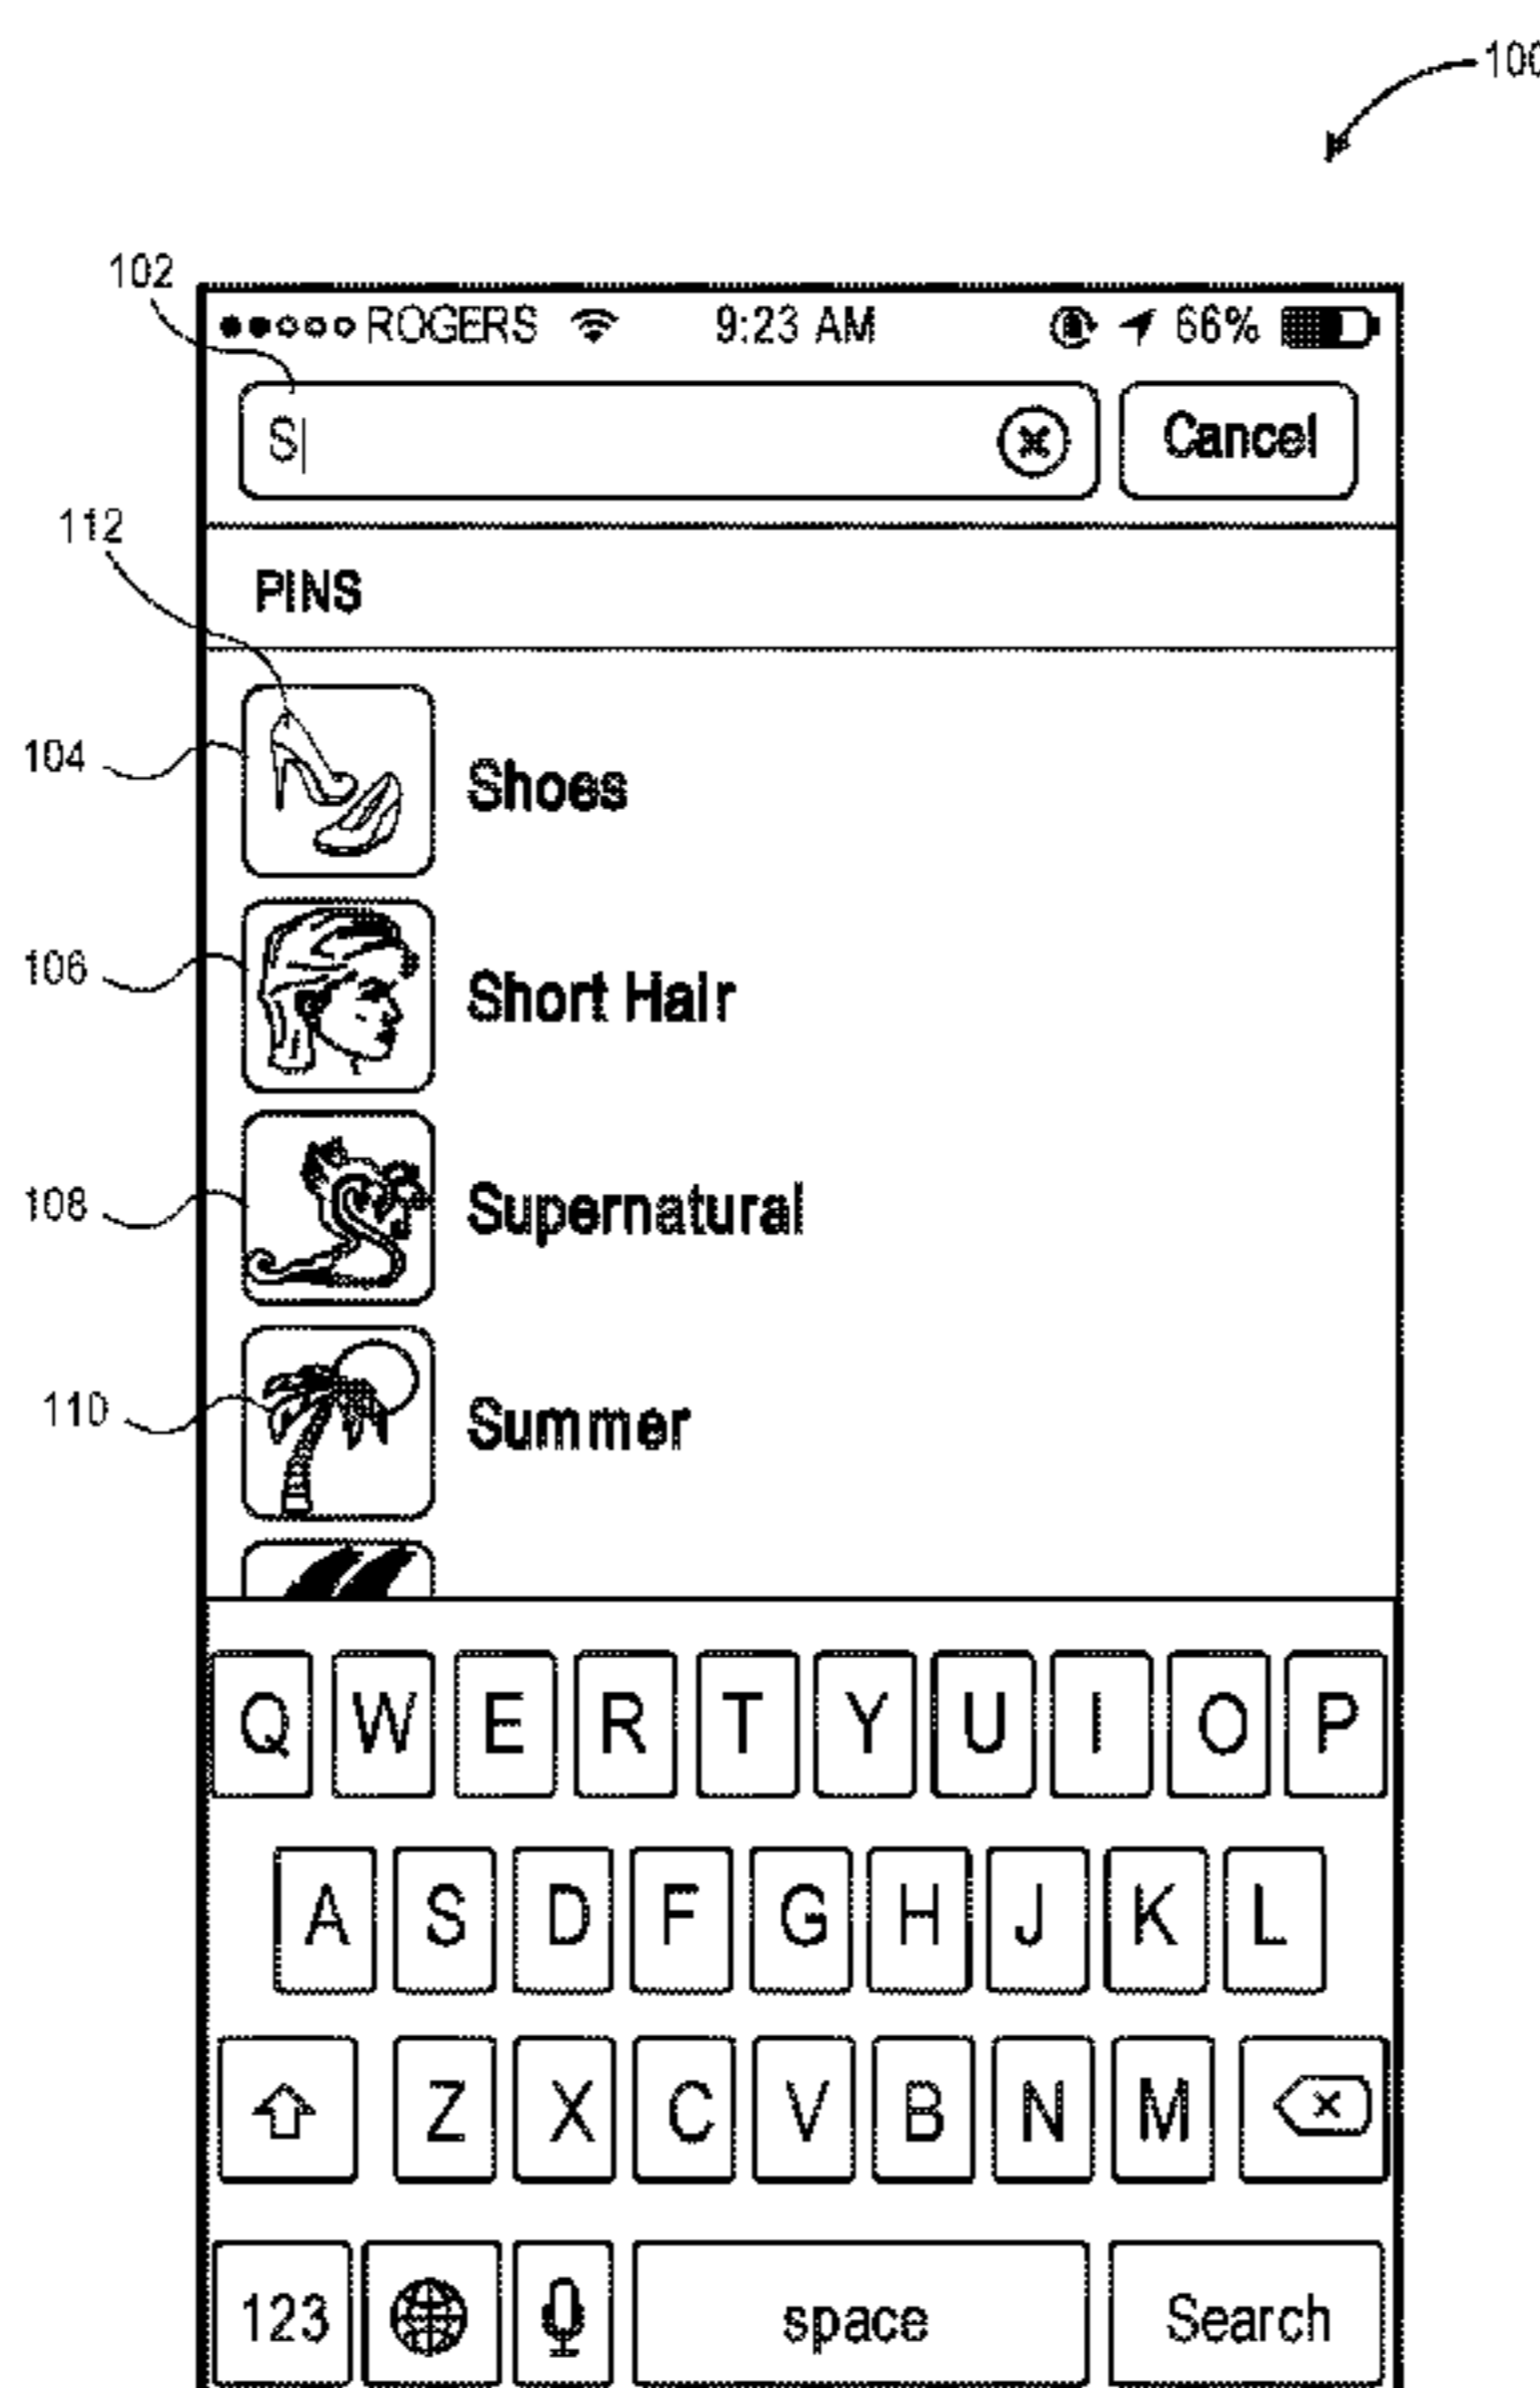 100
102
ROGERS 9:23 AM 66%
S Cancel
112
PINS
104
Shoes
106
Short Hair
108
Supernatural
110
Summer
Q W E R T Y U I O P
A S D F G H J K L
Z X C V B N M
123 space Search